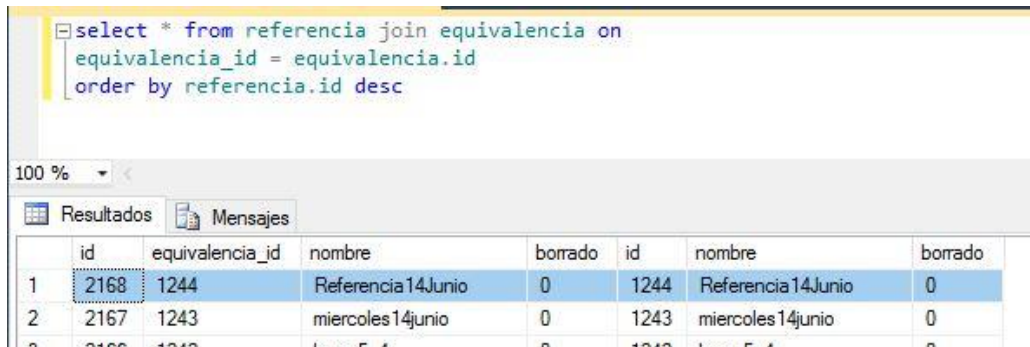 select * from referencia join equivalencia on
equivalencia_id = equivalencia.id
order by referencia.id desc
100 %
Resultados Mensajes
id equivalencia_id nombre borrado id nombre borrado
1 2168 1244 Referencia14Junio 0 1244 Referencia14Junio 0
2 2167 1243 miercoles14junio 0 1243 miercoles14junio 0